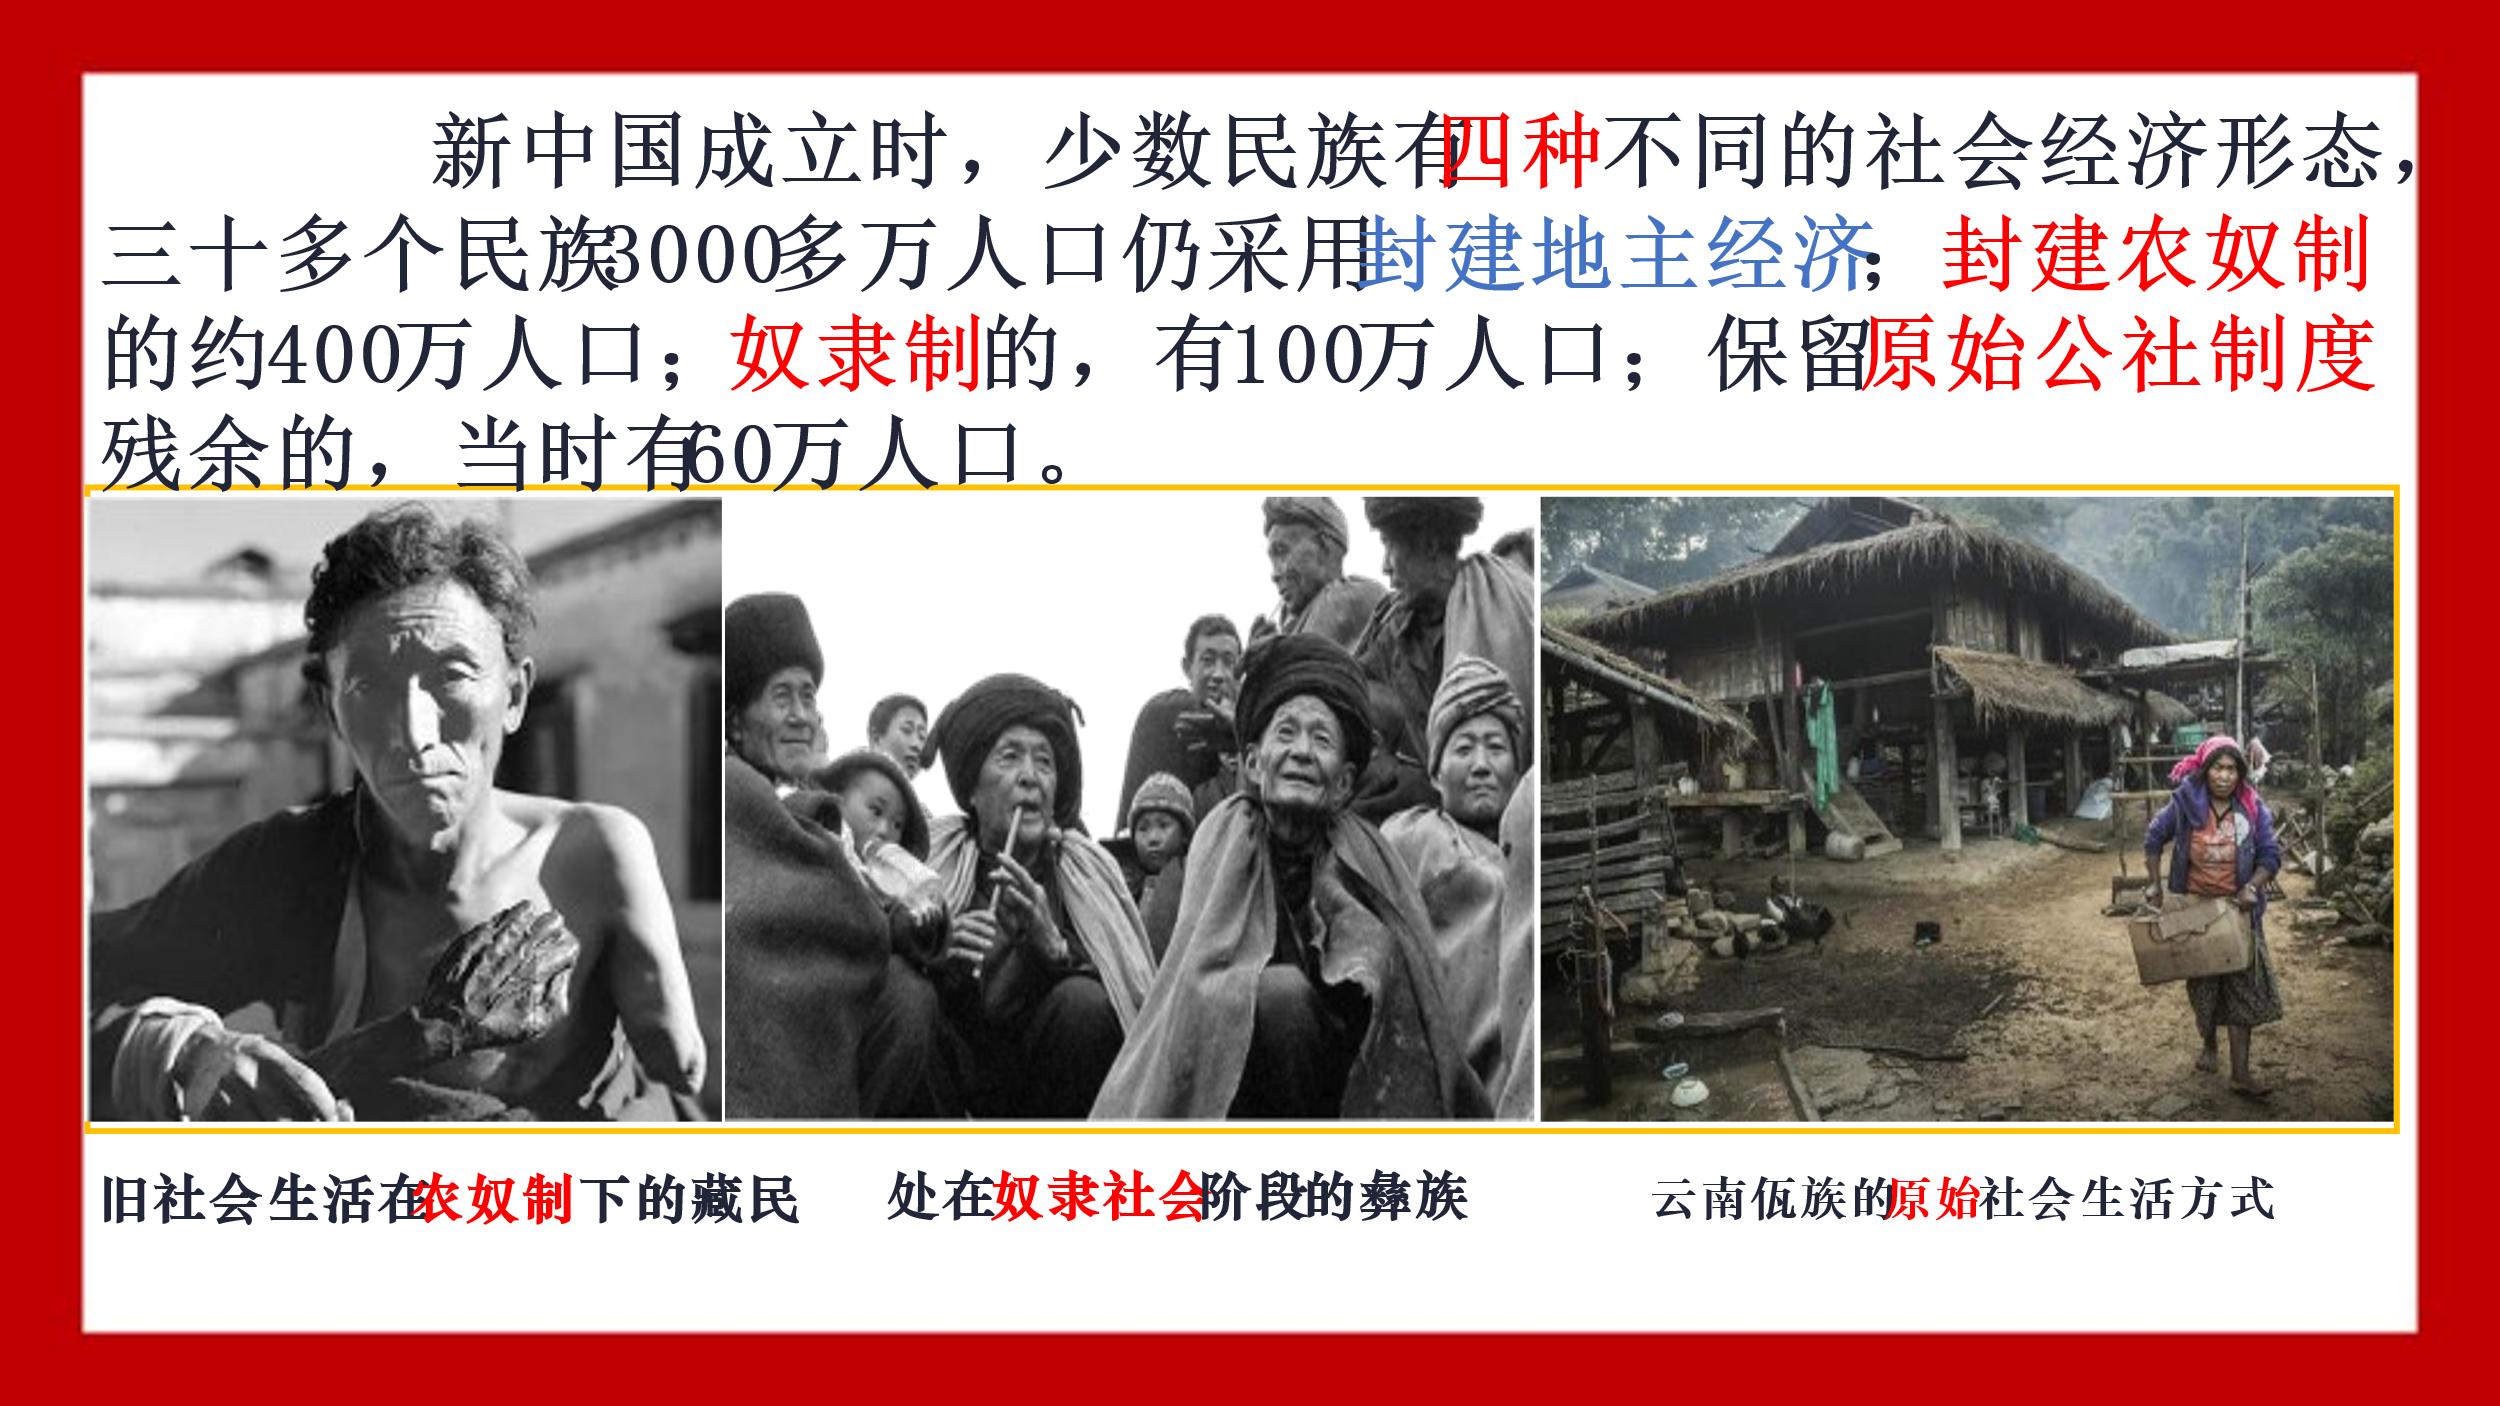 新中国成立时，少数民族有四种不同的社会经济形态，
三十多个民族3000多万人口仍采用封建地主经济；封建农奴制
的约400万人口；奴隶制的，有100万人口；保留原始公社制度
残余的，当时有60万人口。
旧社会生活在农奴制下的藏民
处在奴隶社会阶段的彝族
云南佤族的原始社会生活方式